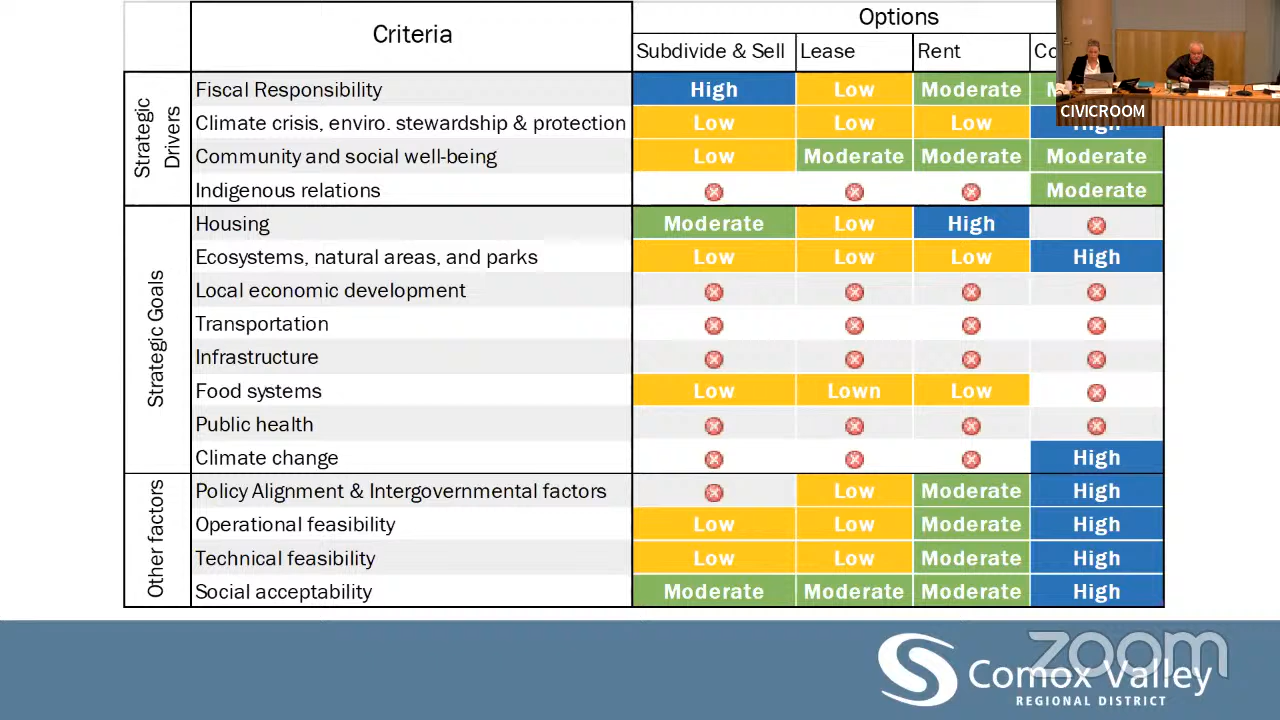 Criteria
Options
Subdivide & Sell Lease Rent Co
Strategic Drivers
Fiscal Responsibility High Low Moderate M
Climate crisis, enviro. stewardship & protection Low Low Low High
Community and social well-being Low Moderate Moderate Moderate
Indigenous relations Moderate
Strategic Goals
Housing Moderate Low High
Ecosystems, natural areas, and parks Low Low Low High
Local economic development
Transportation
Infrastructure
Food systems Low Lown Low
Public health
Climate change High
Other factors
Policy Alignment & Intergovernmental factors Low Moderate High
Operational feasibility Low Low Moderate High
Technical feasibility Low Low Moderate High
Social acceptability Moderate Moderate Moderate High
CIVICROOM
zoom
Comox Valley
REGIONAL DISTRICT